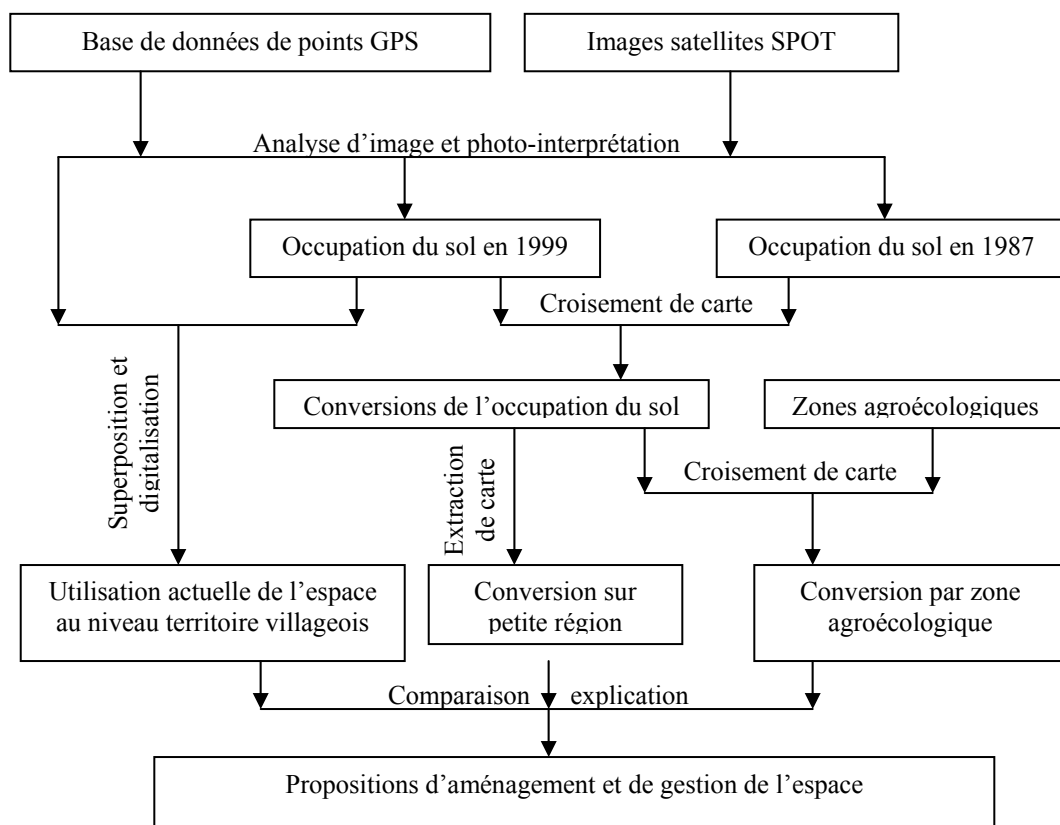 Base de données de points GPS
Images satellites SPOT
Analyse d’image et photo-interprétation
Occupation du sol en 1999
Occupation du sol en 1987
Croisement de carte
Superposition et
digitalisation
Conversions de l’occupation du sol
Zones agroécologiques
Extraction
de carte
Croisement de carte
Utilisation actuelle de l’espace
au niveau territoire villageois
Conversion sur
petite région
Conversion par zone
agroécologique
Comparaison explication
Propositions d’aménagement et de gestion de l’espace